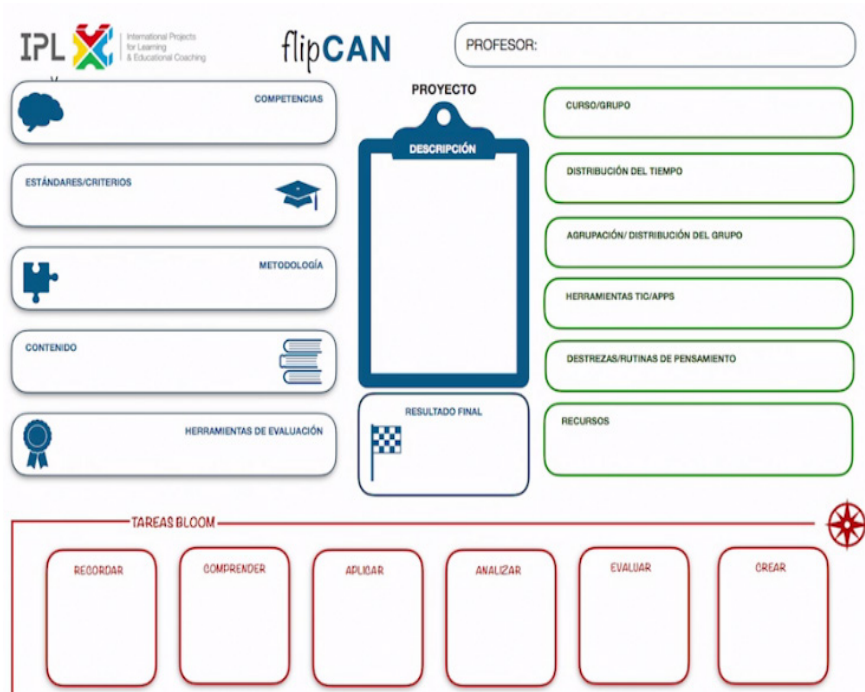 IPL
International Projects
for Learning
& Educational Coaching
flipCAN
PROFESOR:
COMPETENCIAS
ESTÁNDARES/CRITERIOS
METODOLOGÍA
CONTENIDO
HERRAMIENTAS DE EVALUACIÓN
PROYECTO
DESCRIPCIÓN
RESULTADO FINAL
CURSO/GRUPO
DISTRIBUCIÓN DEL TIEMPO
AGRUPACIÓN/ DISTRIBUCIÓN DEL GRUPO
HERRAMIENTAS TIC/APPS
DESTREZAS/RUTINAS DE PENSAMIENTO
RECURSOS
TAREAS BLOOM
RECORDAR
COMPRENDER
APLICAR
ANALIZAR
EVALUAR
CREAR